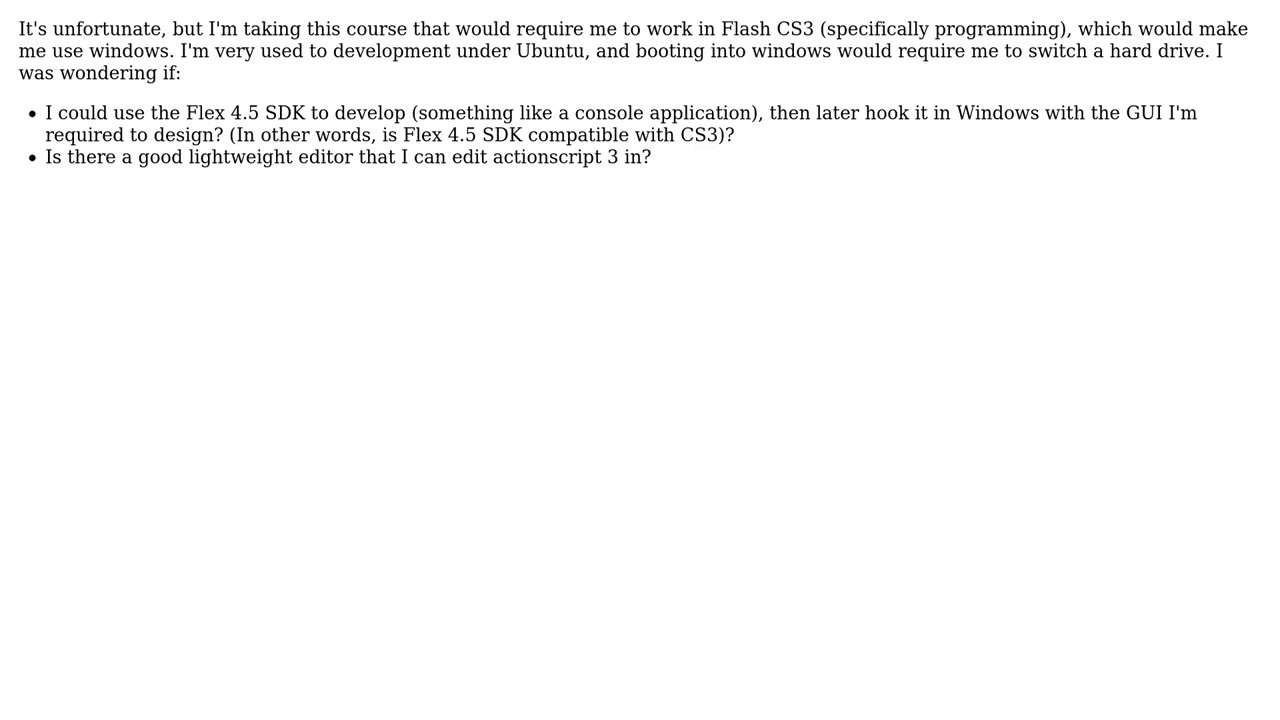 It's unfortunate, but I'm taking this course that would require me to work in Flash CS3 (specifically programming), which would make
me use windows. I'm very used to development under Ubuntu, and booting into windows would require me to switch a hard drive. I
was wondering if:
• I could use the Flex 4.5 SDK to develop (something like a console application), then later hook it in Windows with the GUI I'm
required to design? (In other words, is Flex 4.5 SDK compatible with CS3)?
• Is there a good lightweight editor that I can edit actionscript 3 in?